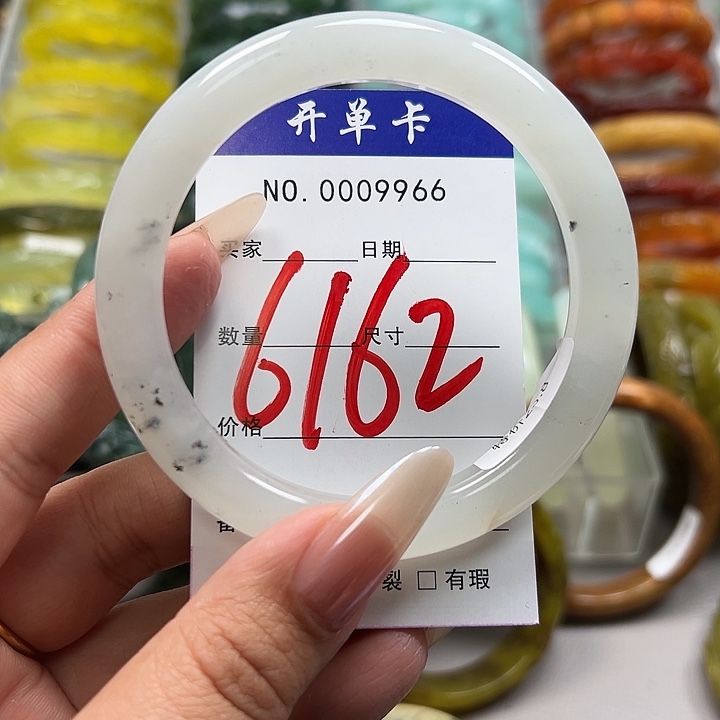 开单卡
NO. 0009966
买家 日期
6162
数量 尺寸
价格
裂 □ 有瑕